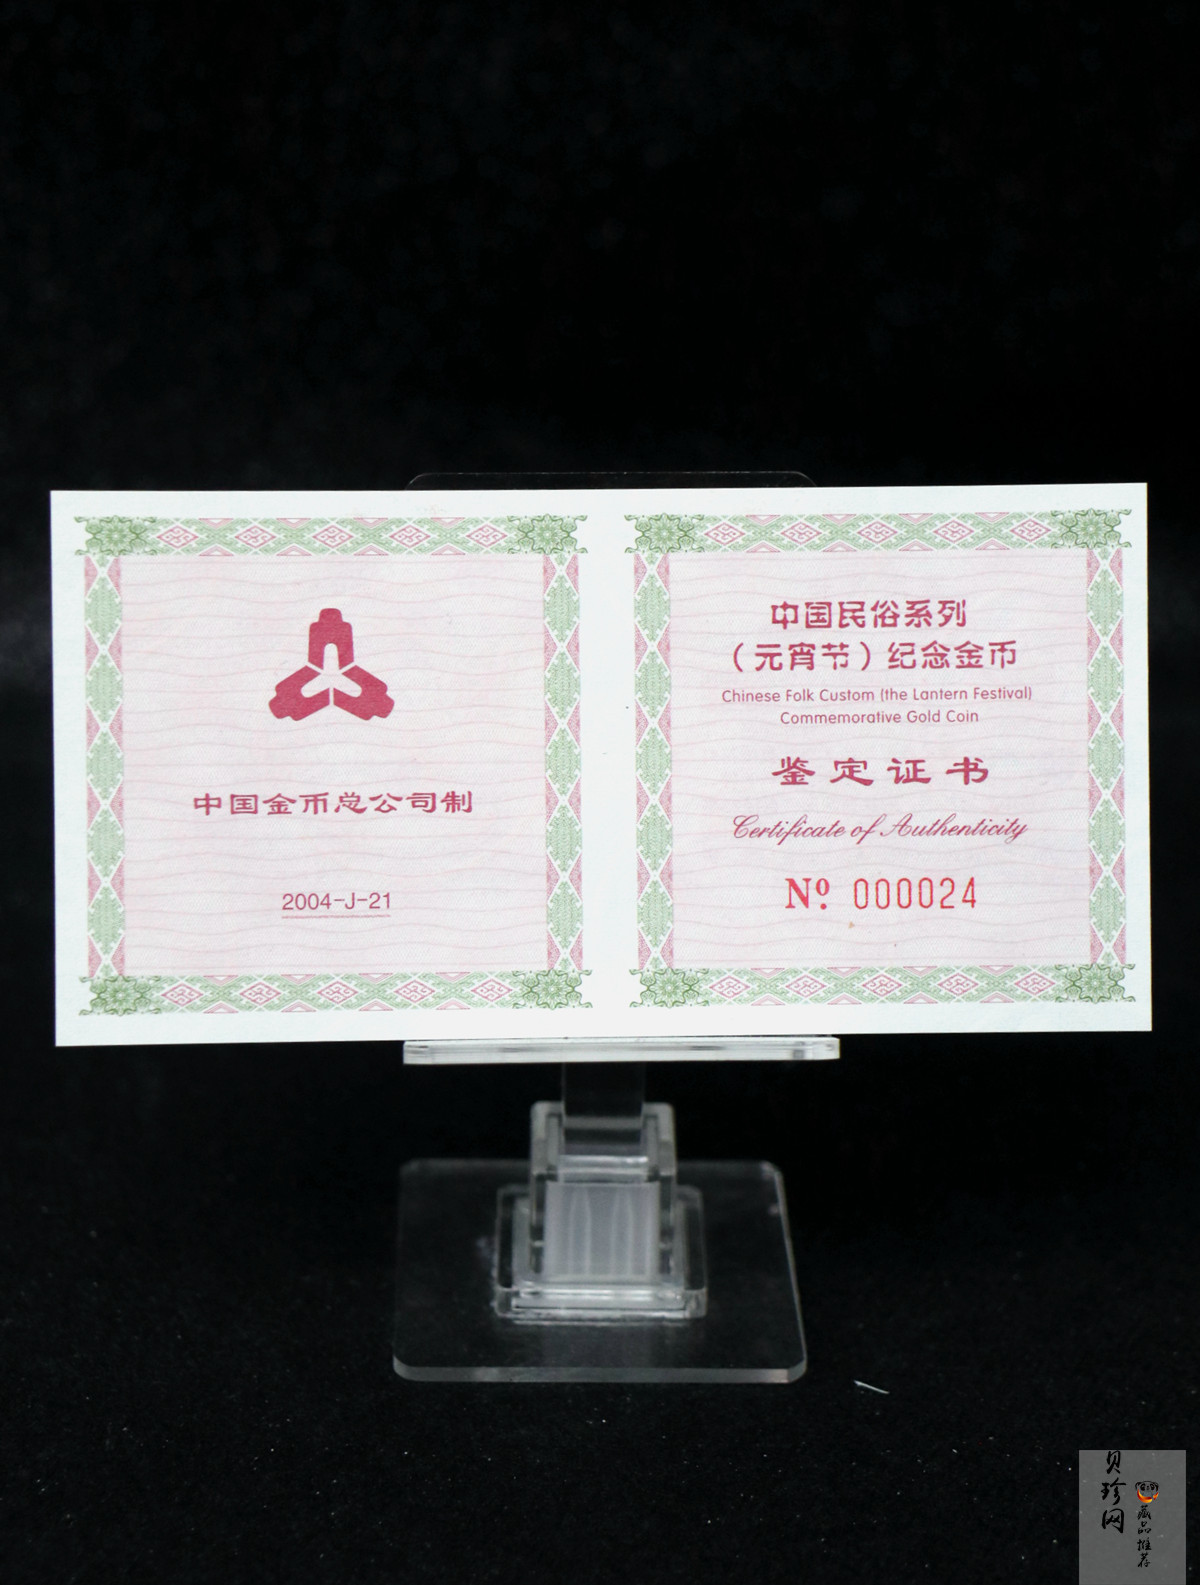 中国金币总公司制
2004-J-21
中国民俗系列
（元宵节）纪念金币
Chinese Folk Custom (the Lantern Festival)
Commemorative Gold Coin
鉴定证书
Certificate of Authenticity
Nº 000024
贝珍网
藏品推荐